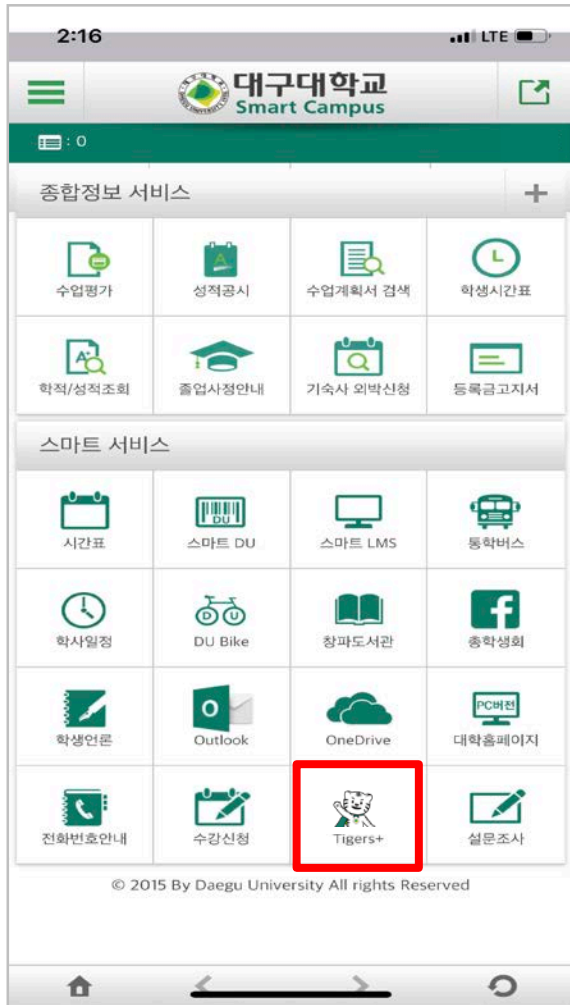 2:16 LTE
대구대학교
Smart Campus
: 0
종합정보 서비스 +
수업평가 성적공시 수업계획서 검색 학생시간표
학적/성적조회 졸업사정안내 기숙사 외박신청 등록금고지서
스마트 서비스
DU
시간표 스마트 DU 스마트 LMS 통학버스
D U
학사일정 DU Bike 창파도서관 총학생회
PC버전
학생언론 Outlook OneDrive 대학홈페이지
전화번호안내 수강신청 Tigers+ 설문조사
© 2015 By Daegu University All rights Reserved